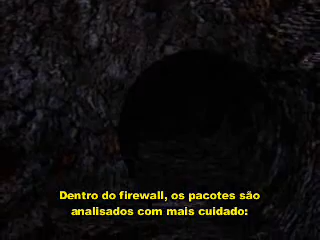 Dentro do firewall, os pacotes são
analisados com mais cuidado: